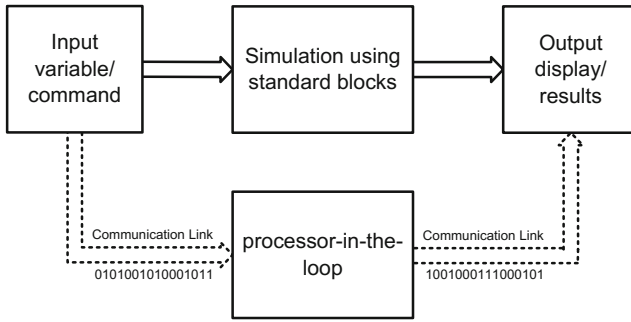 Input
variable/
command
Simulation using
standard blocks
Output
display/
results
Communication Link
0101001010001011
processor-in-the-
loop
Communication Link
1001000111000101